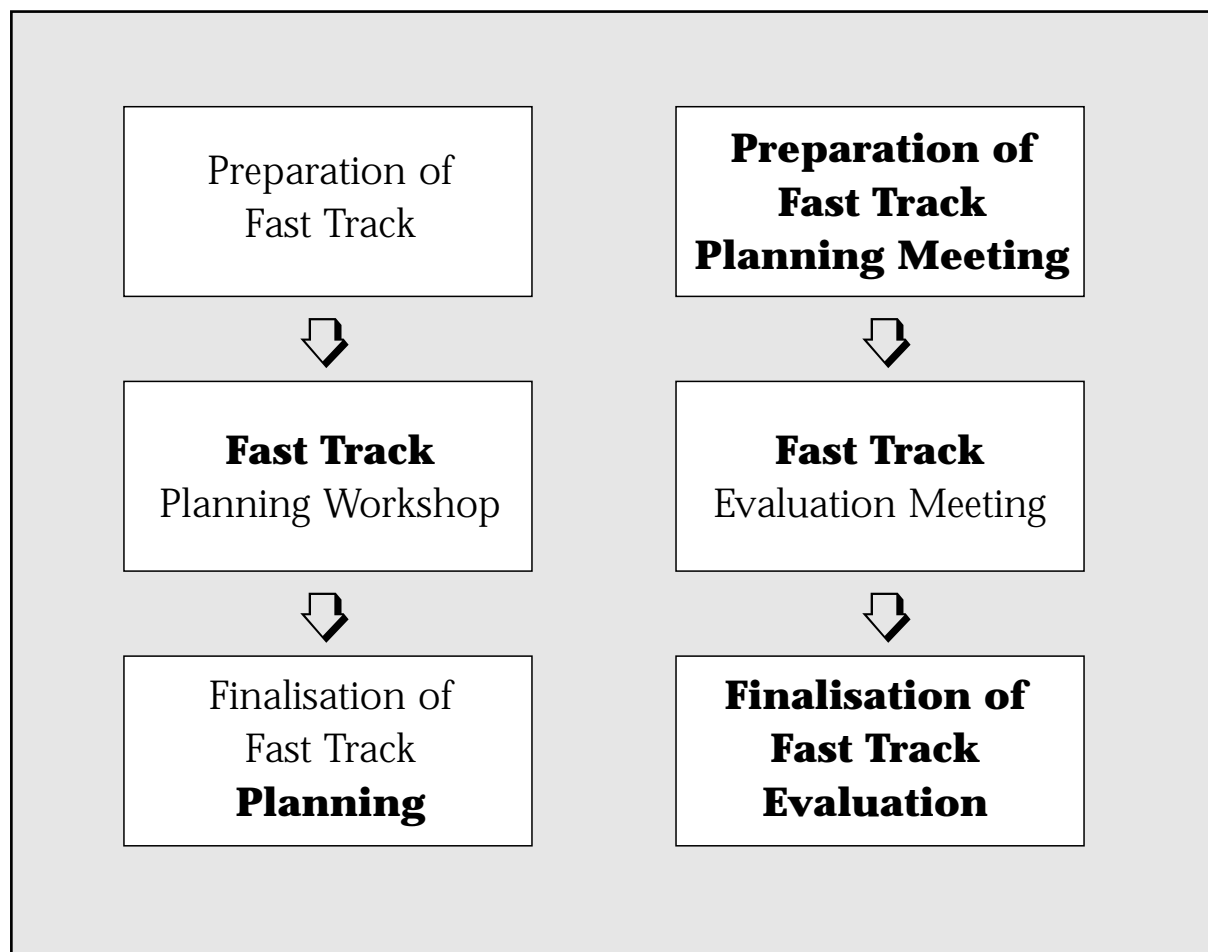 Preparation of
Fast Track
Preparation of
Fast Track
Planning Meeting
Fast Track
Planning Workshop
Fast Track
Evaluation Meeting
Finalisation of
Fast Track
Planning
Finalisation of
Fast Track
Evaluation